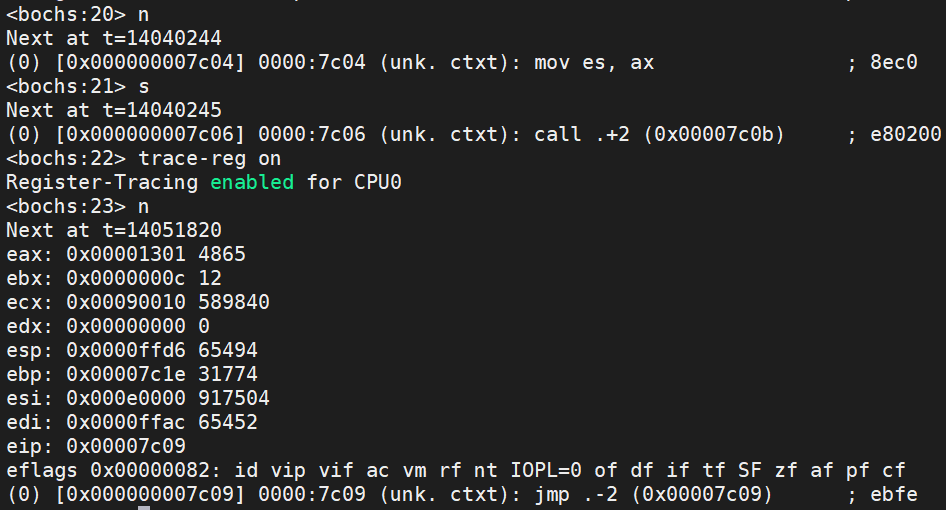 <bochs:20> n
Next at t=14040244
(0) [0x000000007c04] 0000:7c04 (unk. ctxt): mov es, ax                ; 8ec0
<bochs:21> s
Next at t=14040245
(0) [0x000000007c06] 0000:7c06 (unk. ctxt): call .+2 (0x00007c0b)     ; e80200
<bochs:22> trace-reg on
Register-Tracing enabled for CPU0
<bochs:23> n
Next at t=14051820
eax: 0x00001301 4865
ebx: 0x0000000c 12
ecx: 0x00090010 589840
edx: 0x00000000 0
esp: 0x0000ffd6 65494
ebp: 0x00007c1e 31774
esi: 0x000e0000 917504
edi: 0x0000ffac 65452
eip: 0x00007c09
eflags 0x00000082: id vip vif ac vm rf nt IOPL=0 of df if tf SF zf af pf cf
(0) [0x000000007c09] 0000:7c09 (unk. ctxt): jmp .-2 (0x00007c09)      ; ebfe